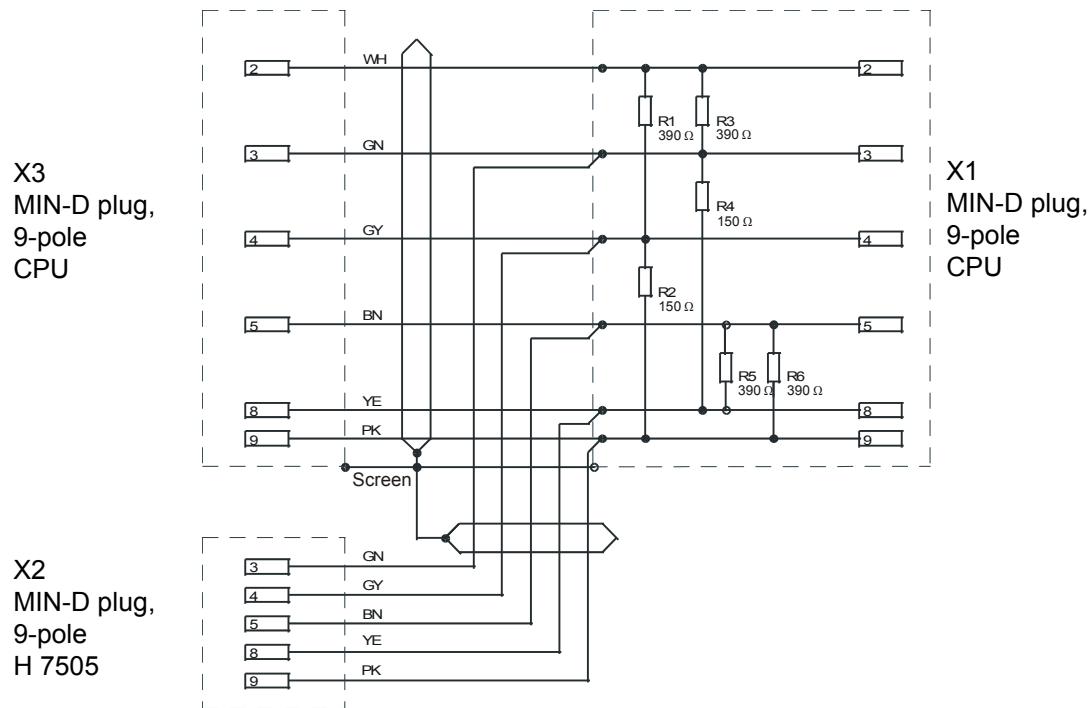 X3
MIN-D plug,
9-pole
CPU
2
3
4
5
8
9
WH
GN
GY
BN
YE
PK
Screen
R1
390 Ω
R3
390 Ω
R4
150 Ω
R2
150 Ω
R5
390 Ω
R6
390 Ω
2
3
4
5
8
9
X1
MIN-D plug,
9-pole
CPU
X2
MIN-D plug,
9-pole
H 7505
3
4
5
8
9
GN
GY
BN
YE
PK